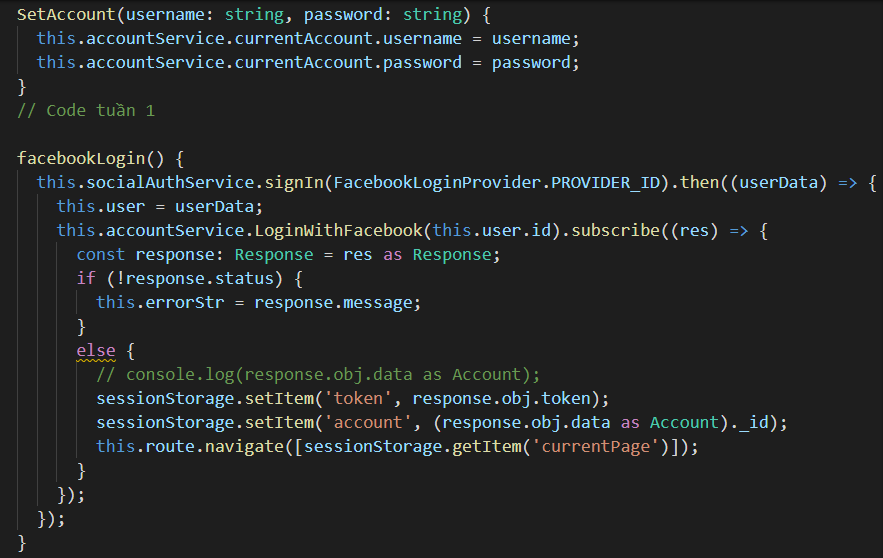 SetAccount(username: string, password: string) {
this.accountService.currentAccount.username = username;
this.accountService.currentAccount.password = password;
}
// Code tuần 1
facebookLogin() {
this.socialAuthService.signIn(FacebookLoginProvider.PROVIDER_ID).then((userData) => {
this.user = userData;
this.accountService.LoginWithFacebook(this.user.id).subscribe((res) => {
const response: Response = res as Response;
if (!response.status) {
this.errorStr = response.message;
}
else {
// console.log(response.obj.data as Account);
sessionStorage.setItem('token', response.obj.token);
sessionStorage.setItem('account', (response.obj.data as Account)._id);
this.route.navigate([sessionStorage.getItem('currentPage')]);
}
});
});
}